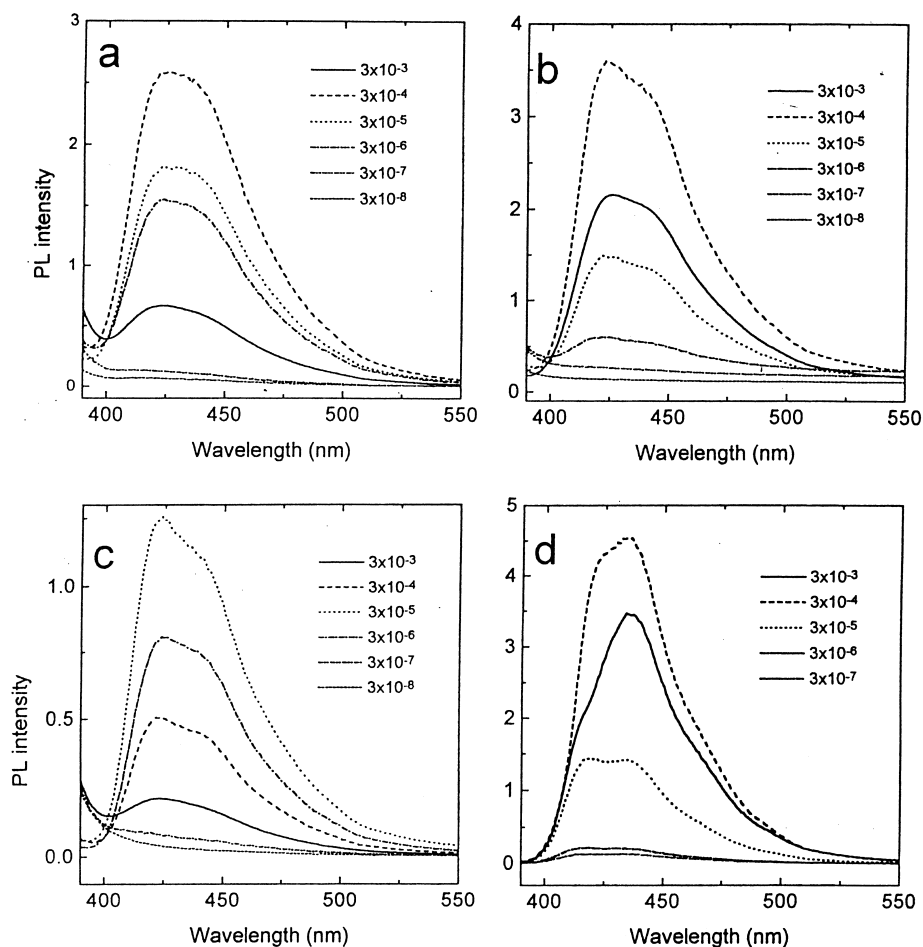 a
3
2
1
0
PL intensity
3x10-3
3x10-4
3x10-5
3x10-6
3x10-7
3x10-8
400
450
500
550
Wavelength (nm)
b
4
3
2
1
0
3x10-3
3x10-4
3x10-5
3x10-6
3x10-7
3x10-8
400
450
500
550
Wavelength (nm)
c
1.0
0.5
0.0
PL intensity
3x10-3
3x10-4
3x10-5
3x10-6
3x10-7
3x10-8
400
450
500
550
Wavelength (nm)
d
5
4
3
2
1
0
3x10-3
3x10-4
3x10-5
3x10-6
3x10-7
400
450
500
550
Wavelength (nm)